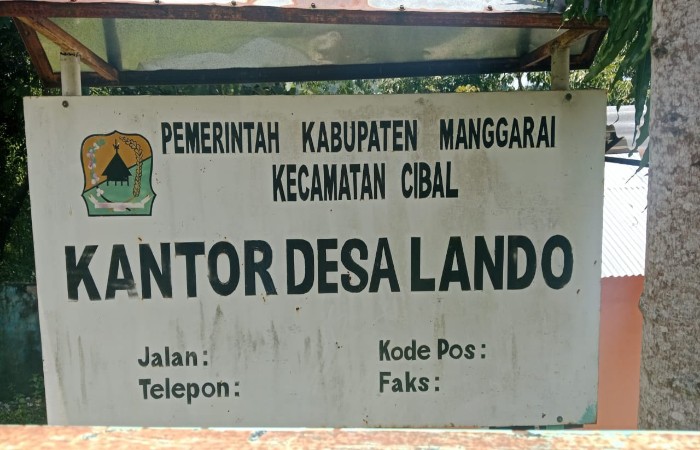 PEMERINTAH KABUPATEN MANGGARAI
KECAMATAN CIBAL
KANTOR DESA LANDO
Jalan:
Kode Pos:
Telepon:
Faks: